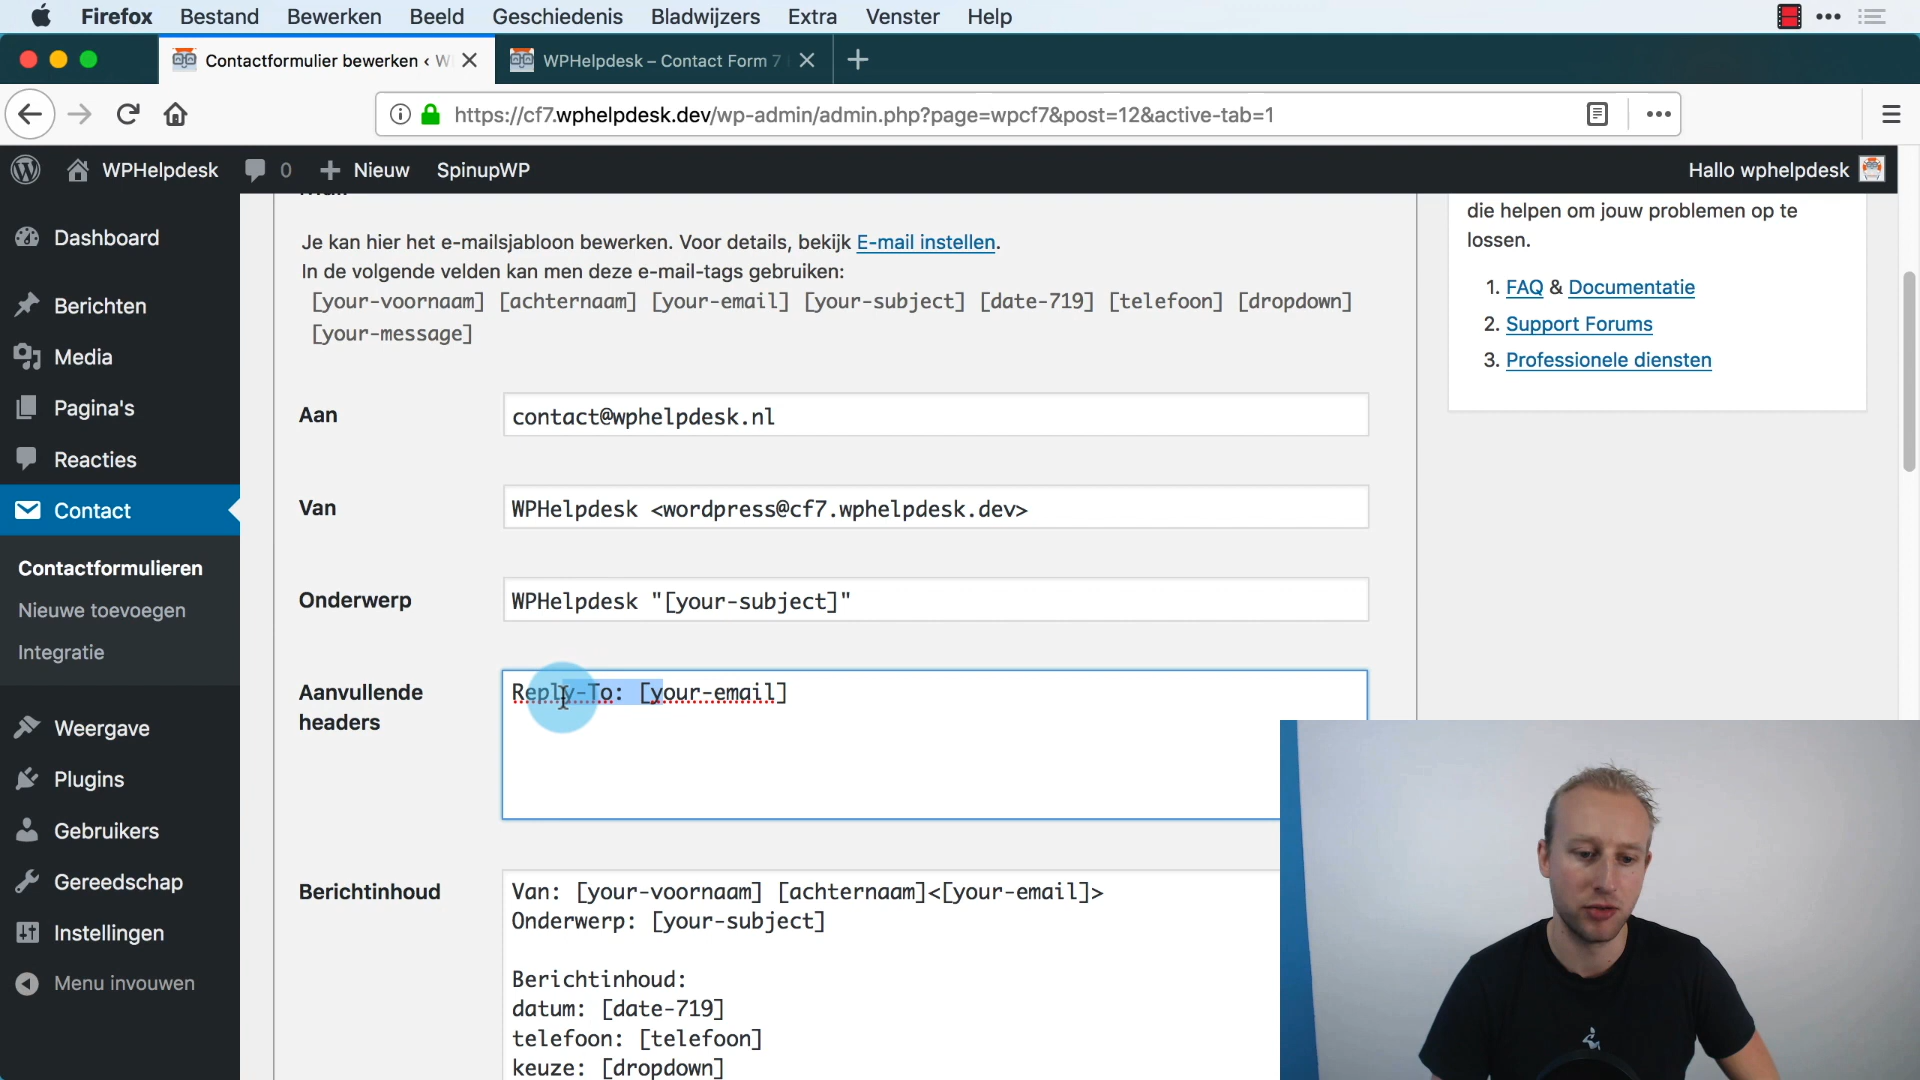 Firefox Bestand Bewerken Beeld Geschiedenis Bladwijzers Extra Venster Help
Contactformulier bewerken ‹ W
WPHelpdesk – Contact Form 7
https://cf7.wphelpdesk.dev/wp-admin/admin.php?page=wpcf7&post=12&active-tab=1
WPHelpdesk 0 Nieuw SpinupWP Hallo wphelpdesk
Dashboard
Berichten
Media
Pagina's
Reacties
Contact
Contactformulieren
Nieuwe toevoegen
Integratie
Weergave
Plugins
Gebruikers
Gereedschap
Instellingen
Menu invouwen
Je kan hier het e-mailsjabloon bewerken. Voor details, bekijk E-mail instellen.
In de volgende velden kan men deze e-mail-tags gebruiken:
[your-voornaam] [achternaam] [your-email] [your-subject] [date-719] [telefoon] [dropdown]
[your-message]
Aan
contact@wphelpdesk.nl
Van
WPHelpdesk <wordpress@cf7.wphelpdesk.dev>
Onderwerp
WPHelpdesk "[your-subject]"
Aanvullende
headers
Reply-To: [your-email]
Berichtinhoud
Van: [your-voornaam] [achternaam]<[your-email]>
Onderwerp: [your-subject]
Berichtinhoud:
datum: [date-719]
telefoon: [telefoon]
keuze: [dropdown]
die helpen om jouw problemen op te
lossen.
1. FAQ & Documentatie
2. Support Forums
3. Professionele diensten